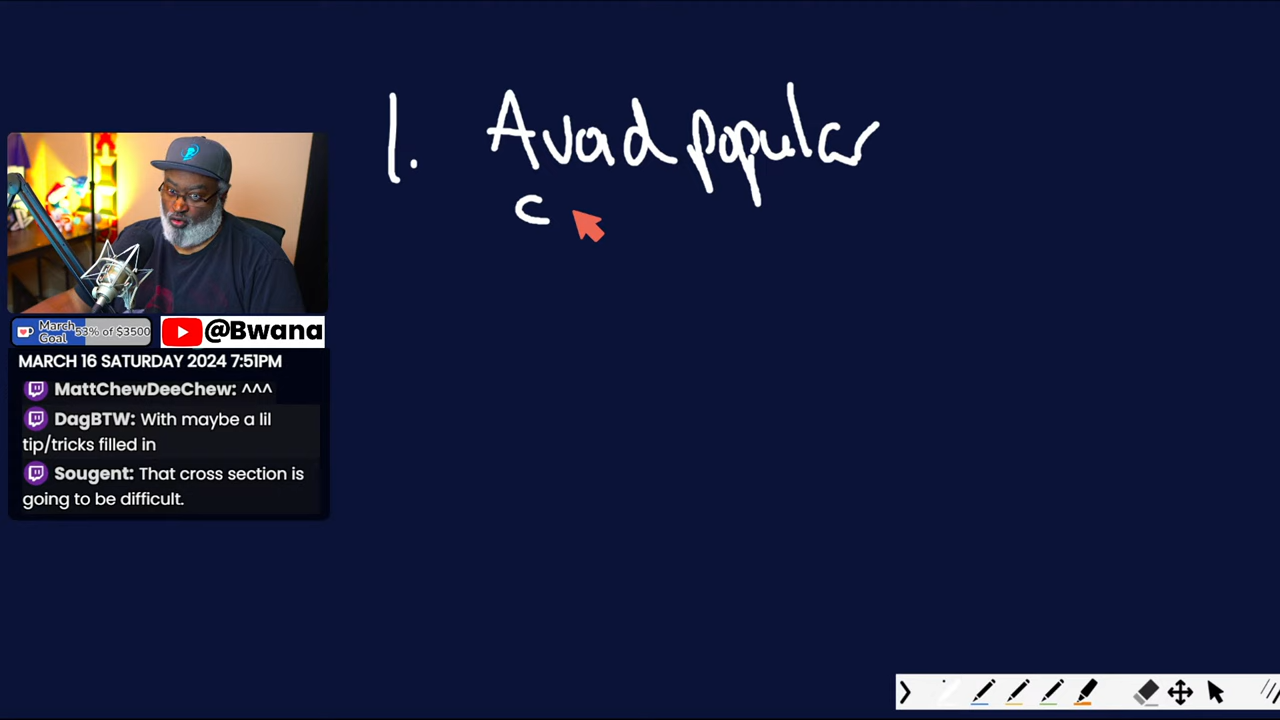 1. Avoid popular
c
March
Goal
53% of $3500
@Bwana
MARCH 16 SATURDAY 2024 7:51PM
MattChewDeeChew: ^^^
DagBTW: With maybe a lil
tip/tricks filled in
Sougent: That cross section is
going to be difficult.